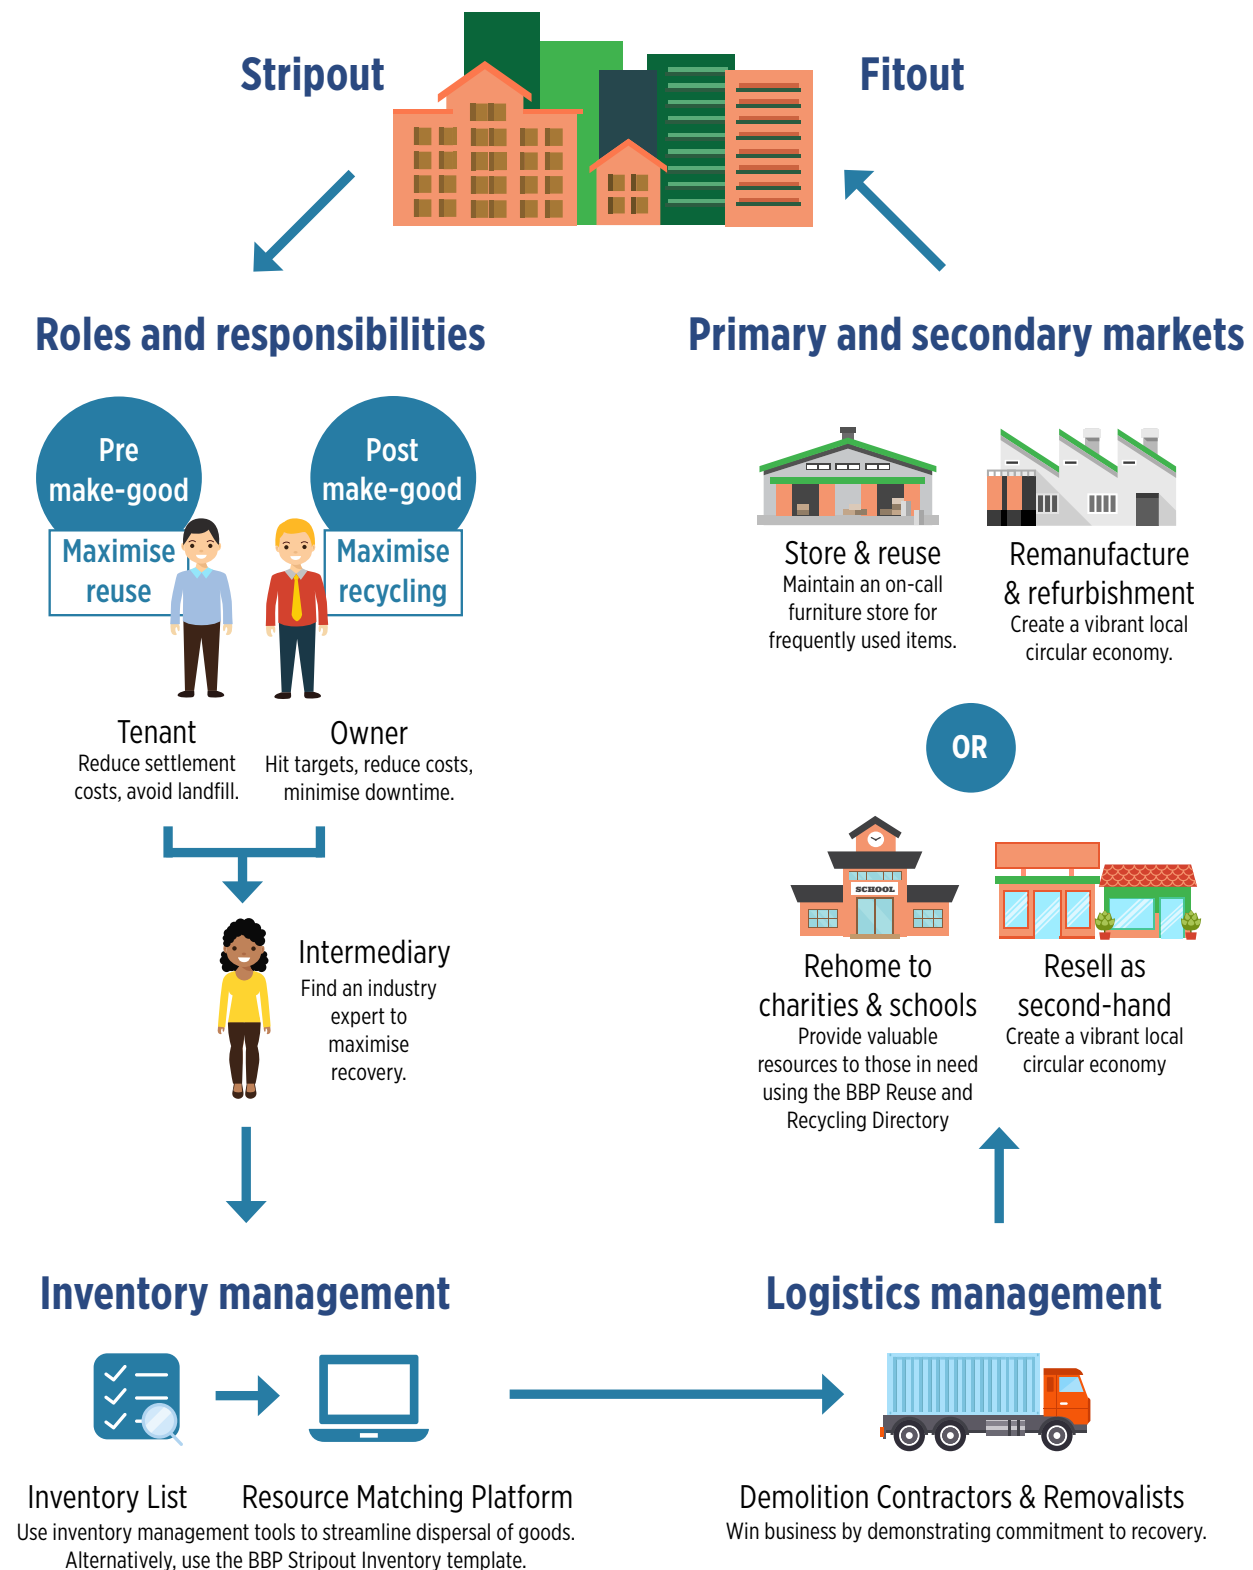 Stripout
Fitout
Roles and responsibilities
Pre
make-good
Maximise
reuse
Post
make-good
Maximise
recycling
Tenant
Reduce settlement
costs, avoid landfill.
Owner
Hit targets, reduce costs,
minimise downtime.
Intermediary
Find an industry
expert to
maximise
recovery.
Primary and secondary markets
Store & reuse
Maintain an on-call
furniture store for
frequently used items.
Remanufacture
& refurbishment
Create a vibrant local
circular economy.
OR
SCHOOL
Rehome to
charities & schools
Provide valuable
resources to those in need
using the BBP Reuse and
Recycling Directory
Resell as
second-hand
Create a vibrant local
circular economy
Inventory management
Inventory List
Resource Matching Platform
Use inventory management tools to streamline dispersal of goods.
Alternatively, use the BBP Stripout Inventory template.
Logistics management
Demolition Contractors & Removalists
Win business by demonstrating commitment to recovery.